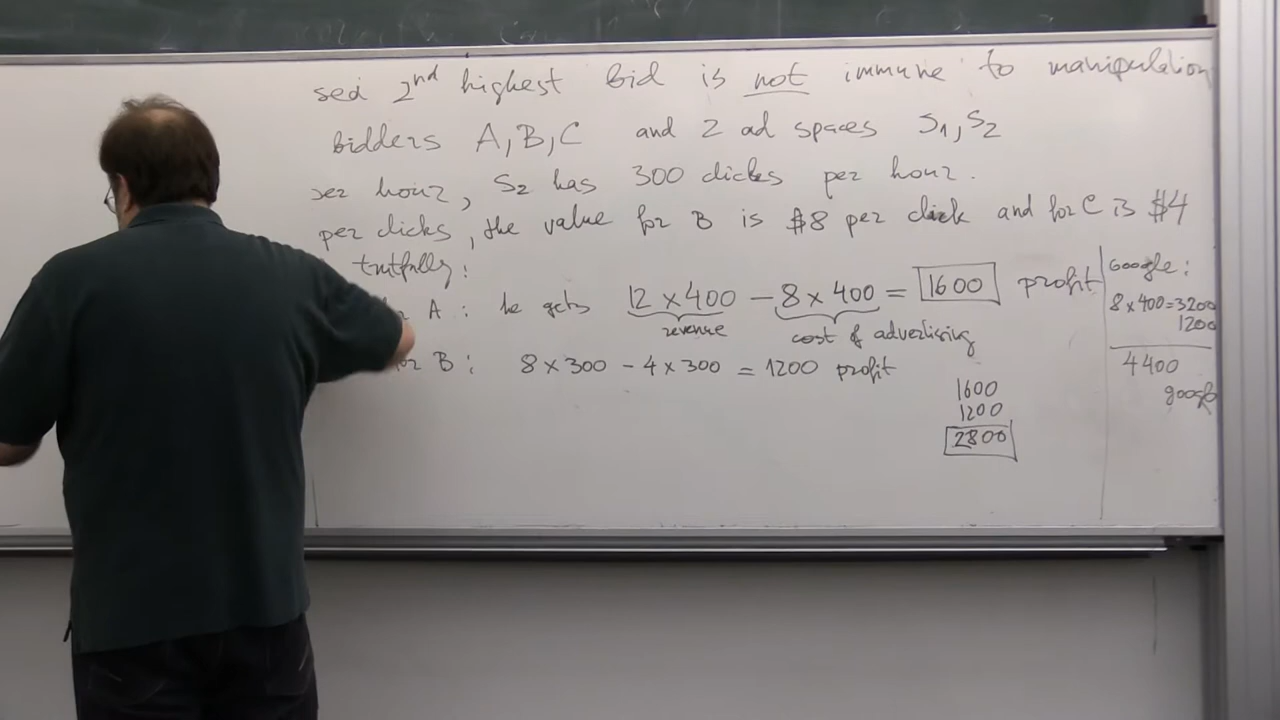 sed 2nd highest bid is not immune to manipulation
bidders A, B, C and 2 ad spaces S1, S2
per hour, S2 has 300 clicks per hour.
per clicks, the value for B is $8 per click and for C is $4
trutfully:
A: he gets 12 × 400 − 8 × 400 = 1600 profit
revenue
cost of advertising
for B: 8 × 300 − 4 × 300 = 1200 profit
1600
1200
2800
Google:
8 × 400 = 3200
1200
4400
google